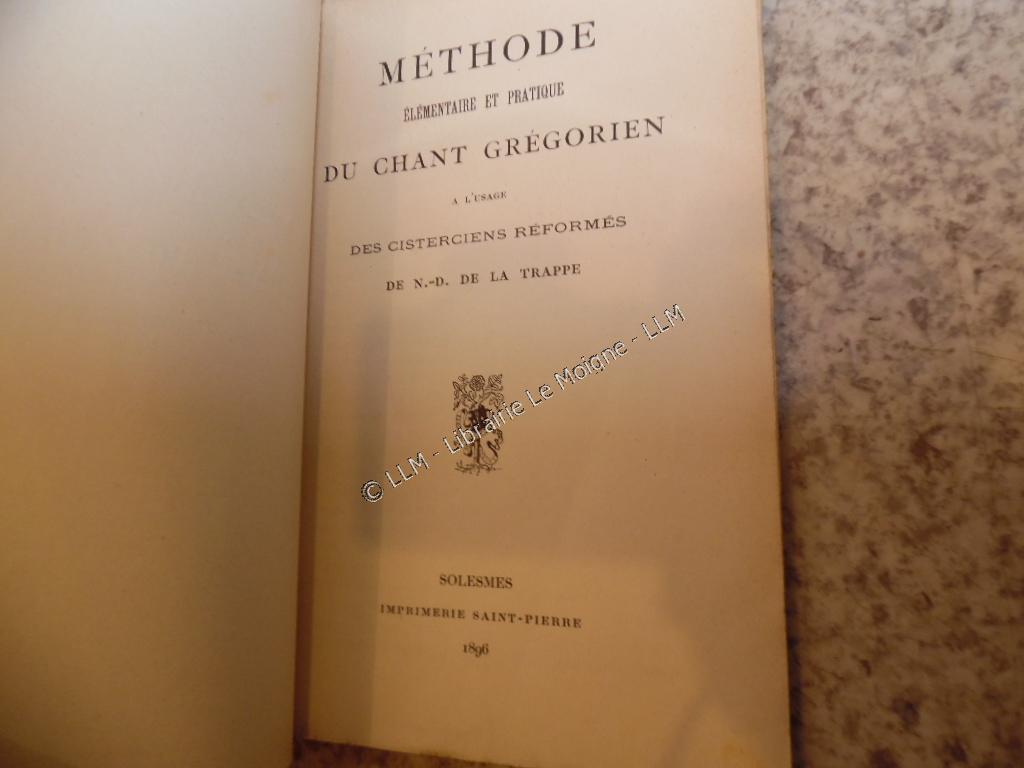 MÉTHODE
ÉLÉMENTAIRE ET PRATIQUE
DU CHANT GRÉGORIEN
A L'USAGE
DES CISTERCIENS RÉFORMÉS
DE N.-D. DE LA TRAPPE
© LLM - Librairie Le Moigne - LLM
SOLESMES
IMPRIMERIE SAINT-PIERRE
1896